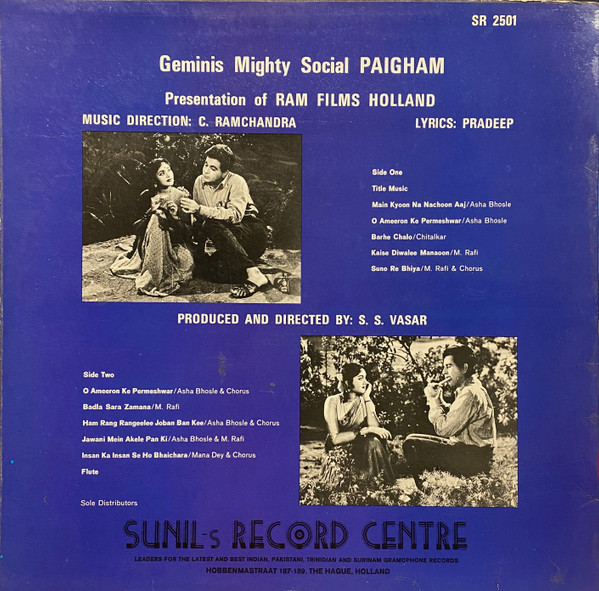 SR 2501
Geminis Mighty Social PAIGHAM
Presentation of RAM FILMS HOLLAND
MUSIC DIRECTION: C. RAMCHANDRA
LYRICS: PRADEEP
Side One
Title Music
Main Kyoon Na Nachoon Aaj/Asha Bhosle
O Ameeron Ke Permeshwar/Asha Bhosle
Barhe Chalo/Chitalkar
Kaise Diwalee Manaoon/M. Rafi
Suno Re Bhiya/M. Rafi & Chorus
PRODUCED AND DIRECTED BY: S. S. VASAR
Side Two
O Ameeron Ke Permeshwar/Asha Bhosle & Chorus
Badla Sara Zamana/M. Rafi
Ham Rang Rangeelee Joban Ban Kee/Asha Bhosle & Chorus
Jawani Mein Akele Pan Ki/Asha Bhosle & M. Rafi
Insan Ka Insan Se Ho Bhaichara/Mana Dey & Chorus
Flute
Sole Distributors
SUNIL-s RECORD CENTRE
LEADERS FOR THE LATEST AND BEST INDIAN, PAKISTANI, TRINIDIAN AND SURINAM GRAMOPHONE RECORDS
HOBBENMASTRAAT 187-189, THE HAGUE, HOLLAND